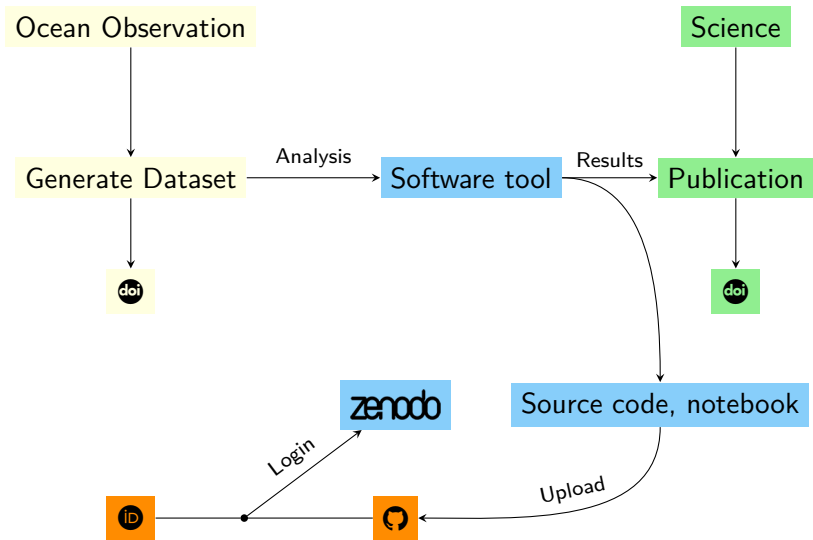 Ocean Observation
Science
Analysis
Results
Generate Dataset
Software tool
Publication
doi
doi
zenodo
Source code, notebook
Login
Upload
iD